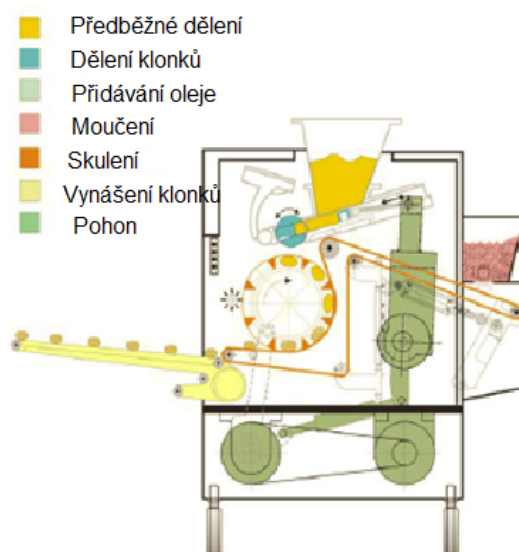 Předběžné dělení
Dělení klonků
Přidávání oleje
Moučení
Skulení
Vynášení klonků
Pohon